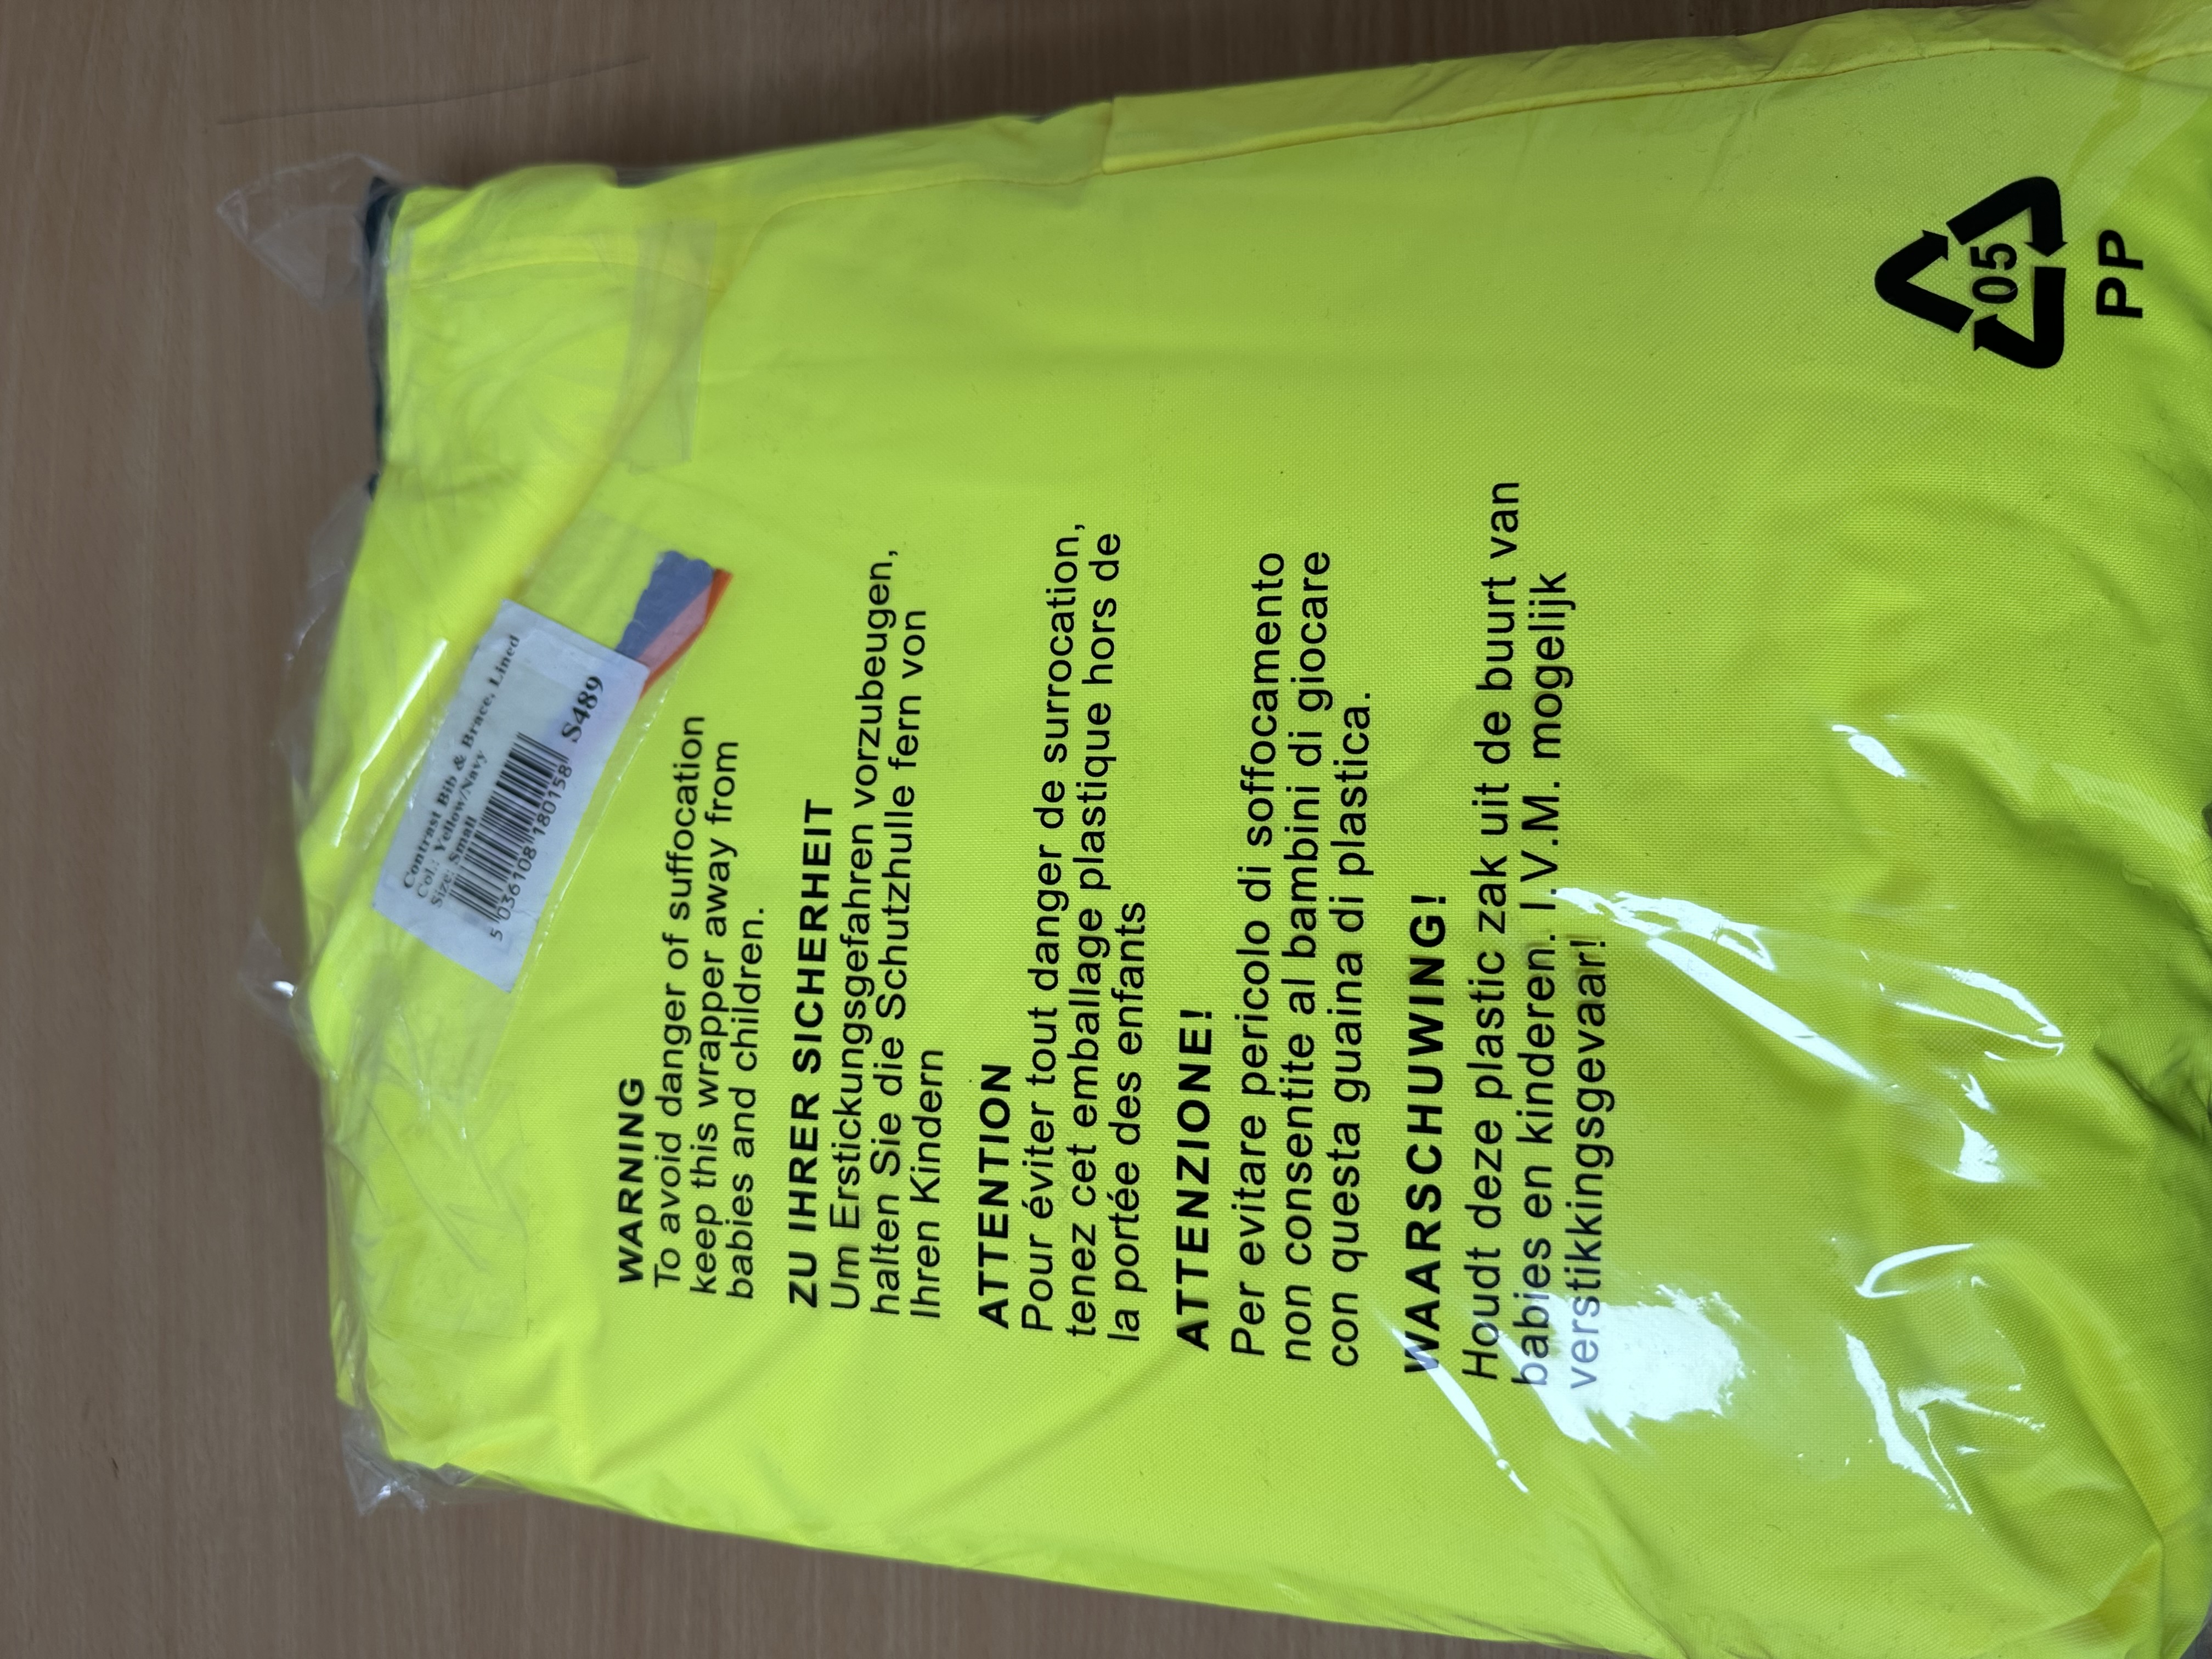 Contrast Bib & Brace, Lined
Col.: Yellow/Navy
Size: Small
S489
5 036108 180158
WARNING
To avoid danger of suffocation
keep this wrapper away from
babies and children.
ZU IHRER SICHERHEIT
Um Erstickungsgefahren vorzubeugen,
halten Sie die Schutzhulle fern von
Ihren Kindern
ATTENTION
Pour éviter tout danger de surrocation,
tenez cet emballage plastique hors de
la portée des enfants
ATTENZIONE!
Per evitare pericolo di soffocamento
non consentite al bambini di giocare
con questa guaina di plastica.
WAARSCHUWING!
Houdt deze plastic zak uit de buurt van
babies en kinderen. I.V.M. mogelijk
verstikkingsgevaar!
05
PP